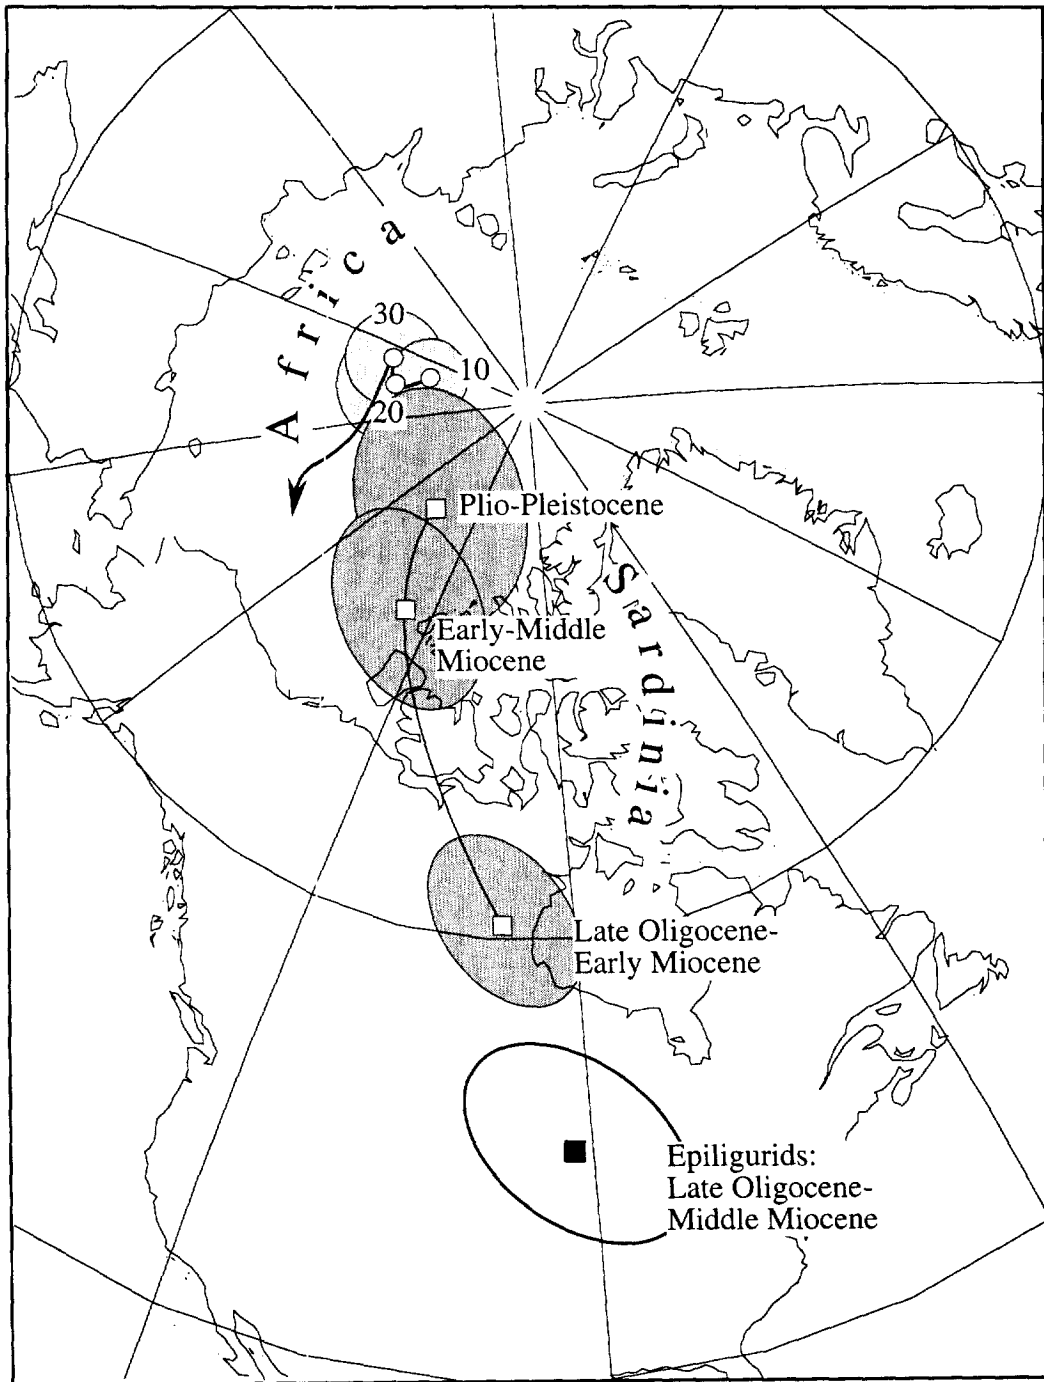 Africa
30
10
20
Plio-Pleistocene
Sardinia
Early-Middle
Miocene
Late Oligocene-
Early Miocene
Epiligurids:
Late Oligocene-
Middle Miocene